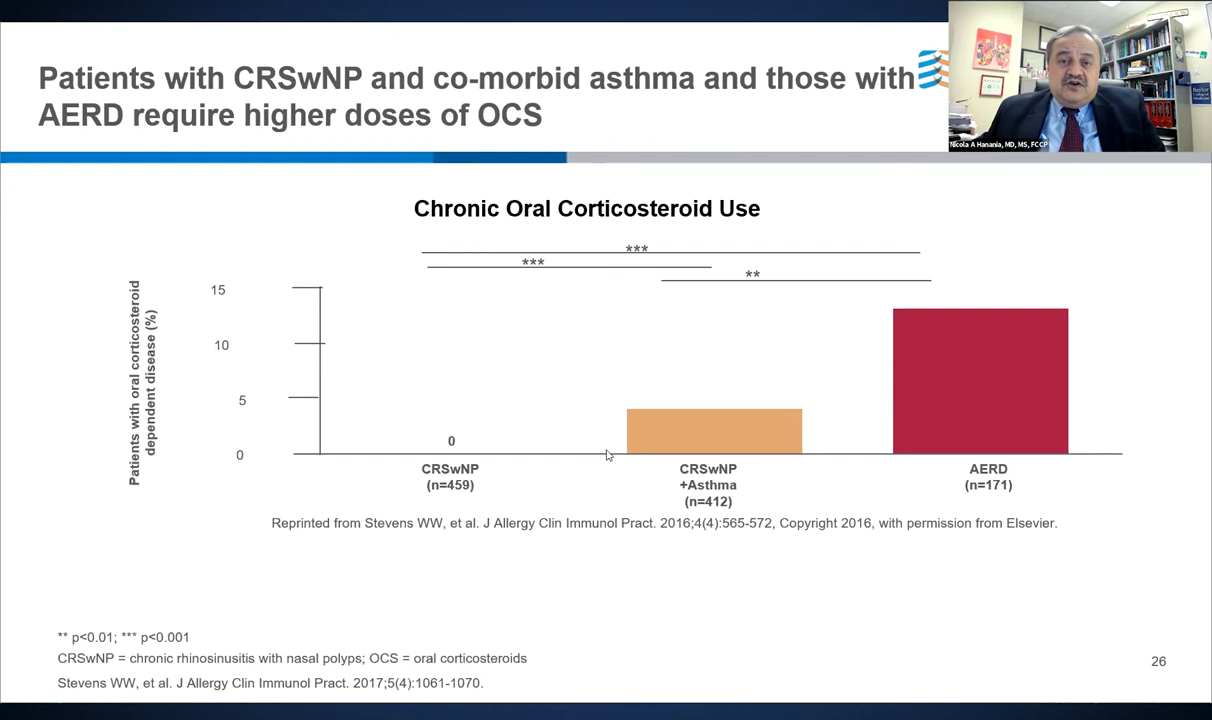 Patients with CRSwNP and co-morbid asthma and those with
AERD require higher doses of OCS
Nicola A Hanania, MD, MS, FCCP
Baylor
Chronic Oral Corticosteroid Use
***
***
**
Patients with oral corticosteroid
dependent disease (%)
15
10
5
0
0
CRSwNP
(n=459)
CRSwNP
+Asthma
(n=412)
AERD
(n=171)
Reprinted from Stevens WW, et al. J Allergy Clin Immunol Pract. 2016;4(4):565-572, Copyright 2016, with permission from Elsevier.
** p<0.01; *** p<0.001
CRSwNP = chronic rhinosinusitis with nasal polyps; OCS = oral corticosteroids
Stevens WW, et al. J Allergy Clin Immunol Pract. 2017;5(4):1061-1070.
26